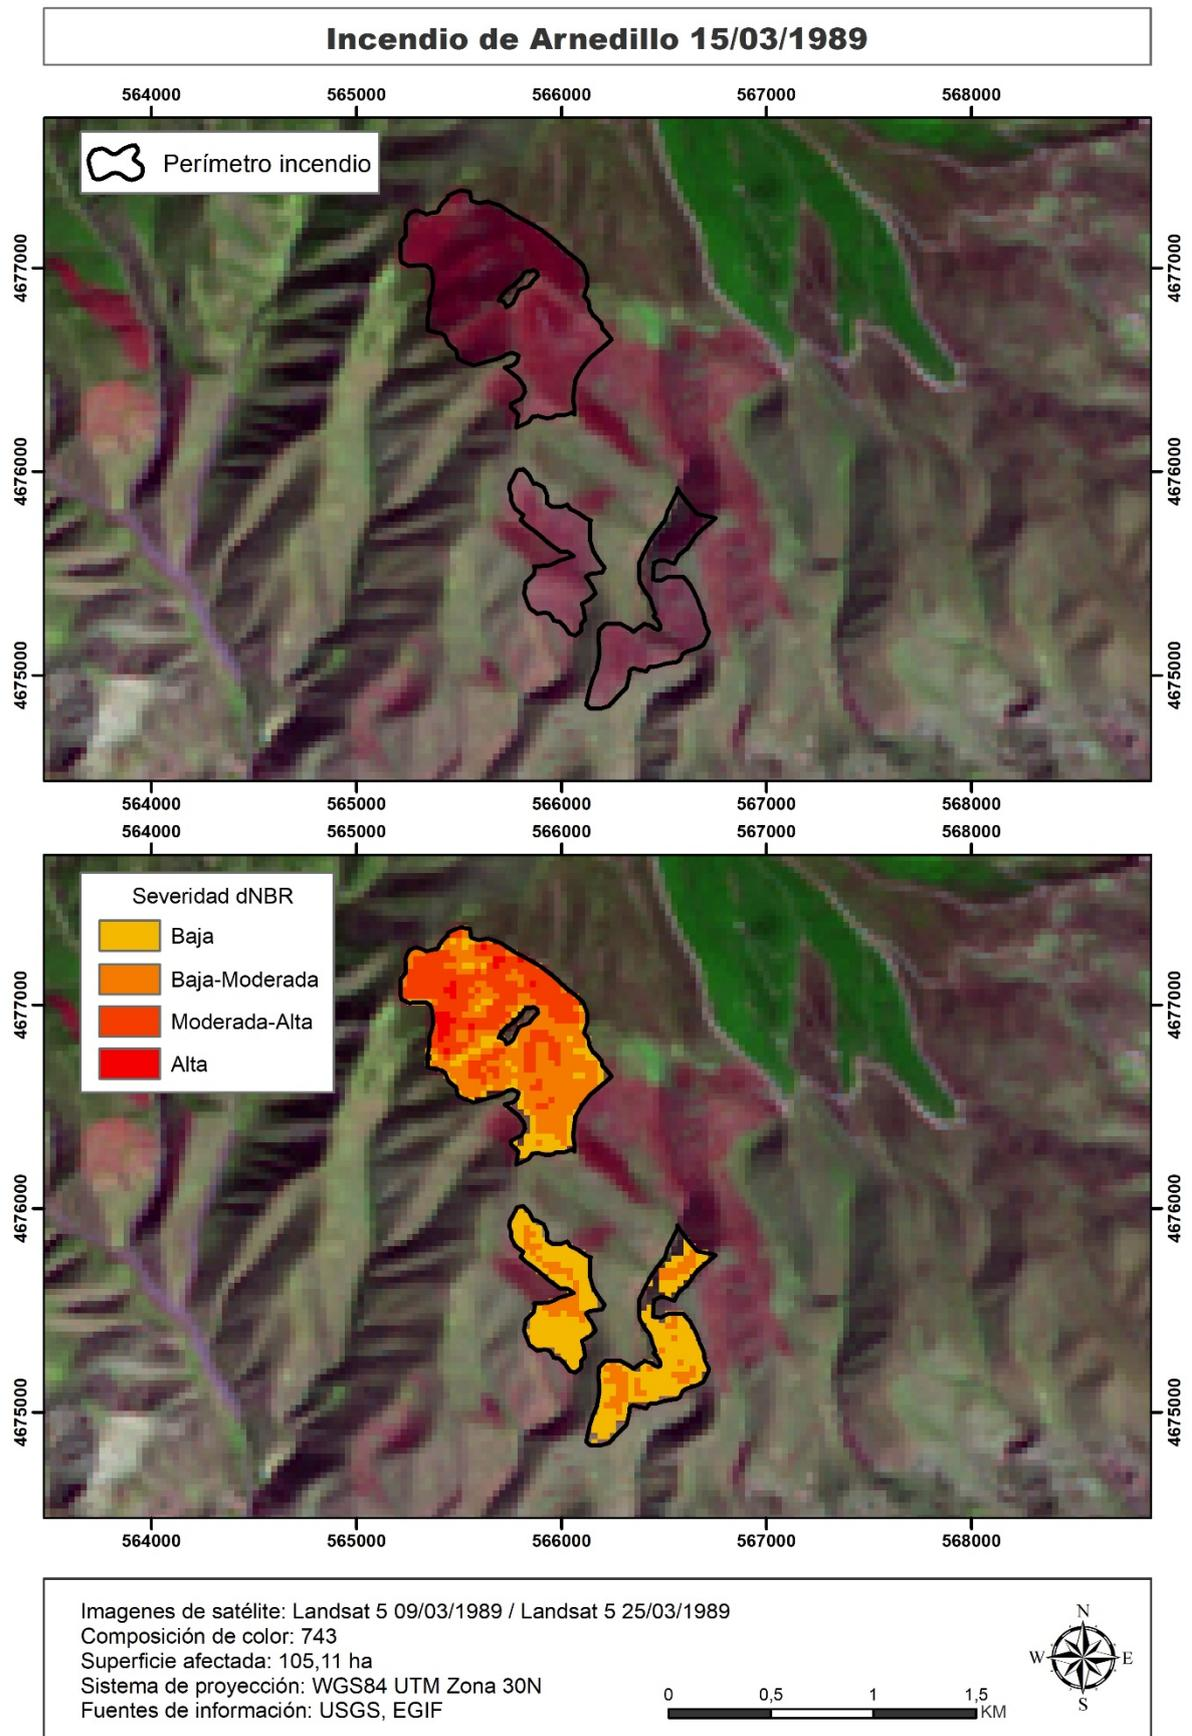 Incendio de Arnedillo 15/03/1989
564000 565000 566000 567000 568000
Perímetro incendio
4677000 4677000
4676000 4676000
4675000 4675000
564000 565000 566000 567000 568000
564000 565000 566000 567000 568000
Severidad dNBR
Baja
Baja-Moderada
Moderada-Alta
Alta
4677000 4677000
4676000 4676000
4675000 4675000
564000 565000 566000 567000 568000
Imagenes de satélite: Landsat 5 09/03/1989 / Landsat 5 25/03/1989
Composición de color: 743
Superficie afectada: 105,11 ha
Sistema de proyección: WGS84 UTM Zona 30N
Fuentes de información: USGS, EGIF
0 0,5 1 1,5
KM
N
W E
S